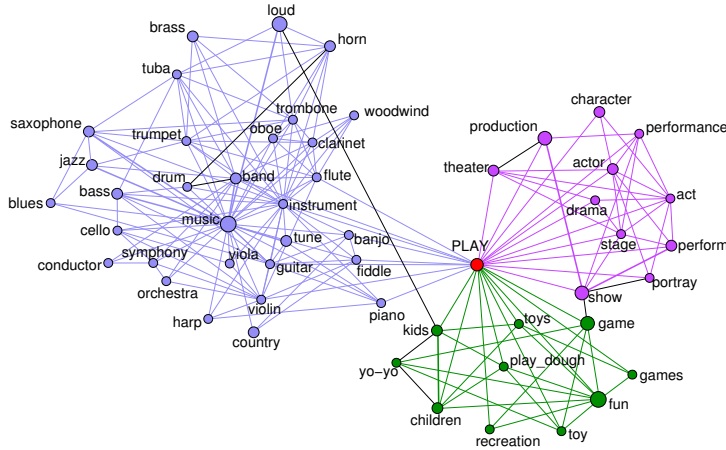 loud
brass
horn
tuba
character
trombone
woodwind
saxophone
production
performance
trumpet
oboe
clarinet
jazz
theater
actor
drum
band
flute
bass
act
blues
instrument
drama
music
cello
tune
banjo
PLAY
stage
perform
conductor
symphony
viola
guitar
fiddle
portray
orchestra
show
violin
piano
harp
country
kids
toys
game
yo-yo
play_dough
games
fun
children
recreation
toy